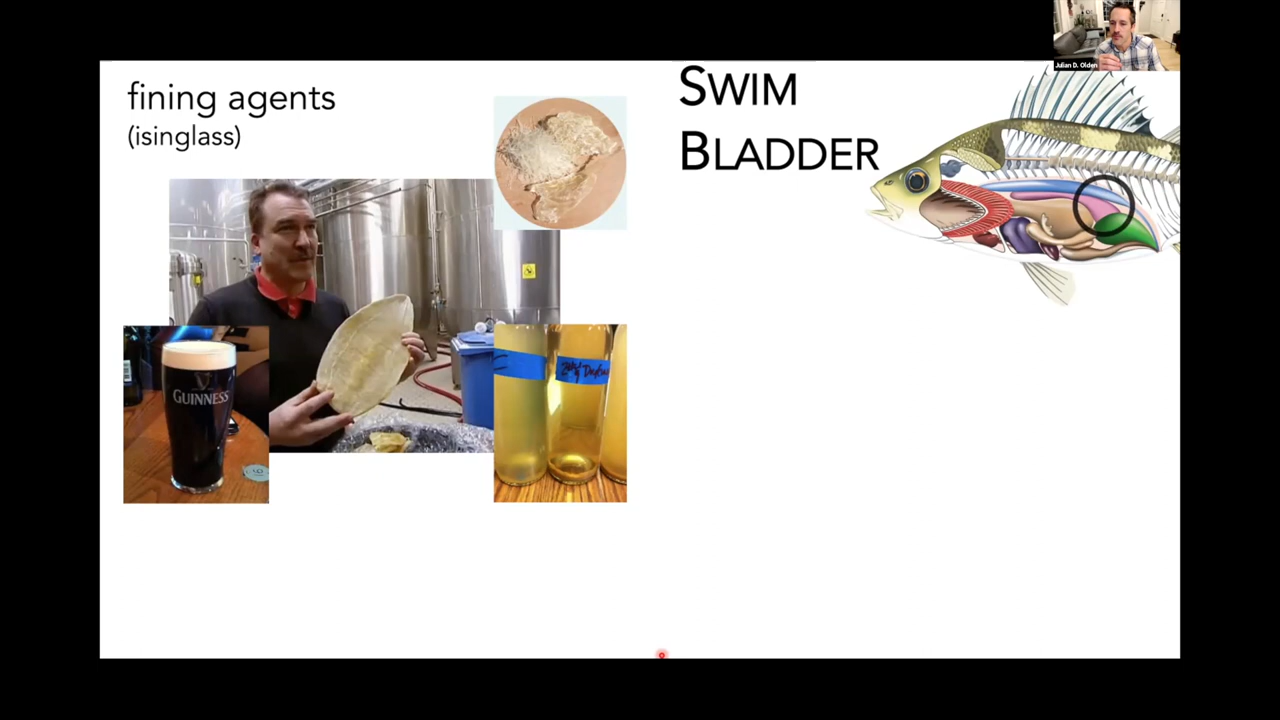 fining agents
(isinglass)
SWIM
BLADDER
GUINNESS
Julian D. Olden